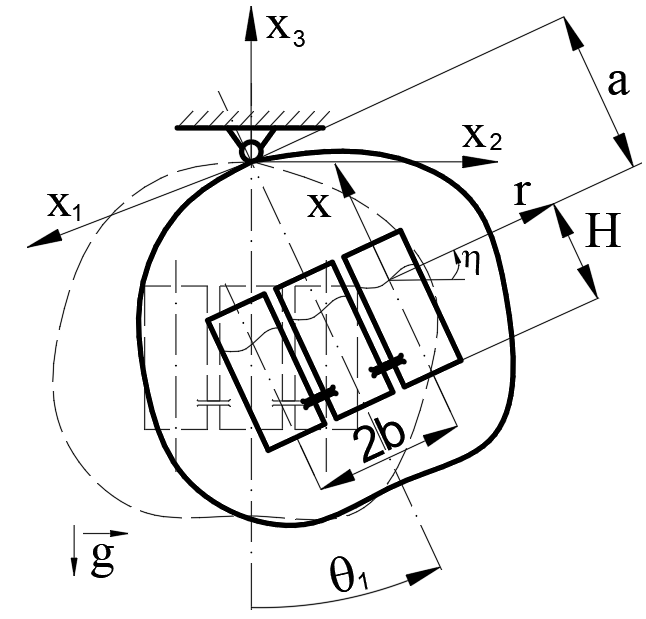 x₃
a
x₂
x₁
x
r
H
η
2b
g
θ₁